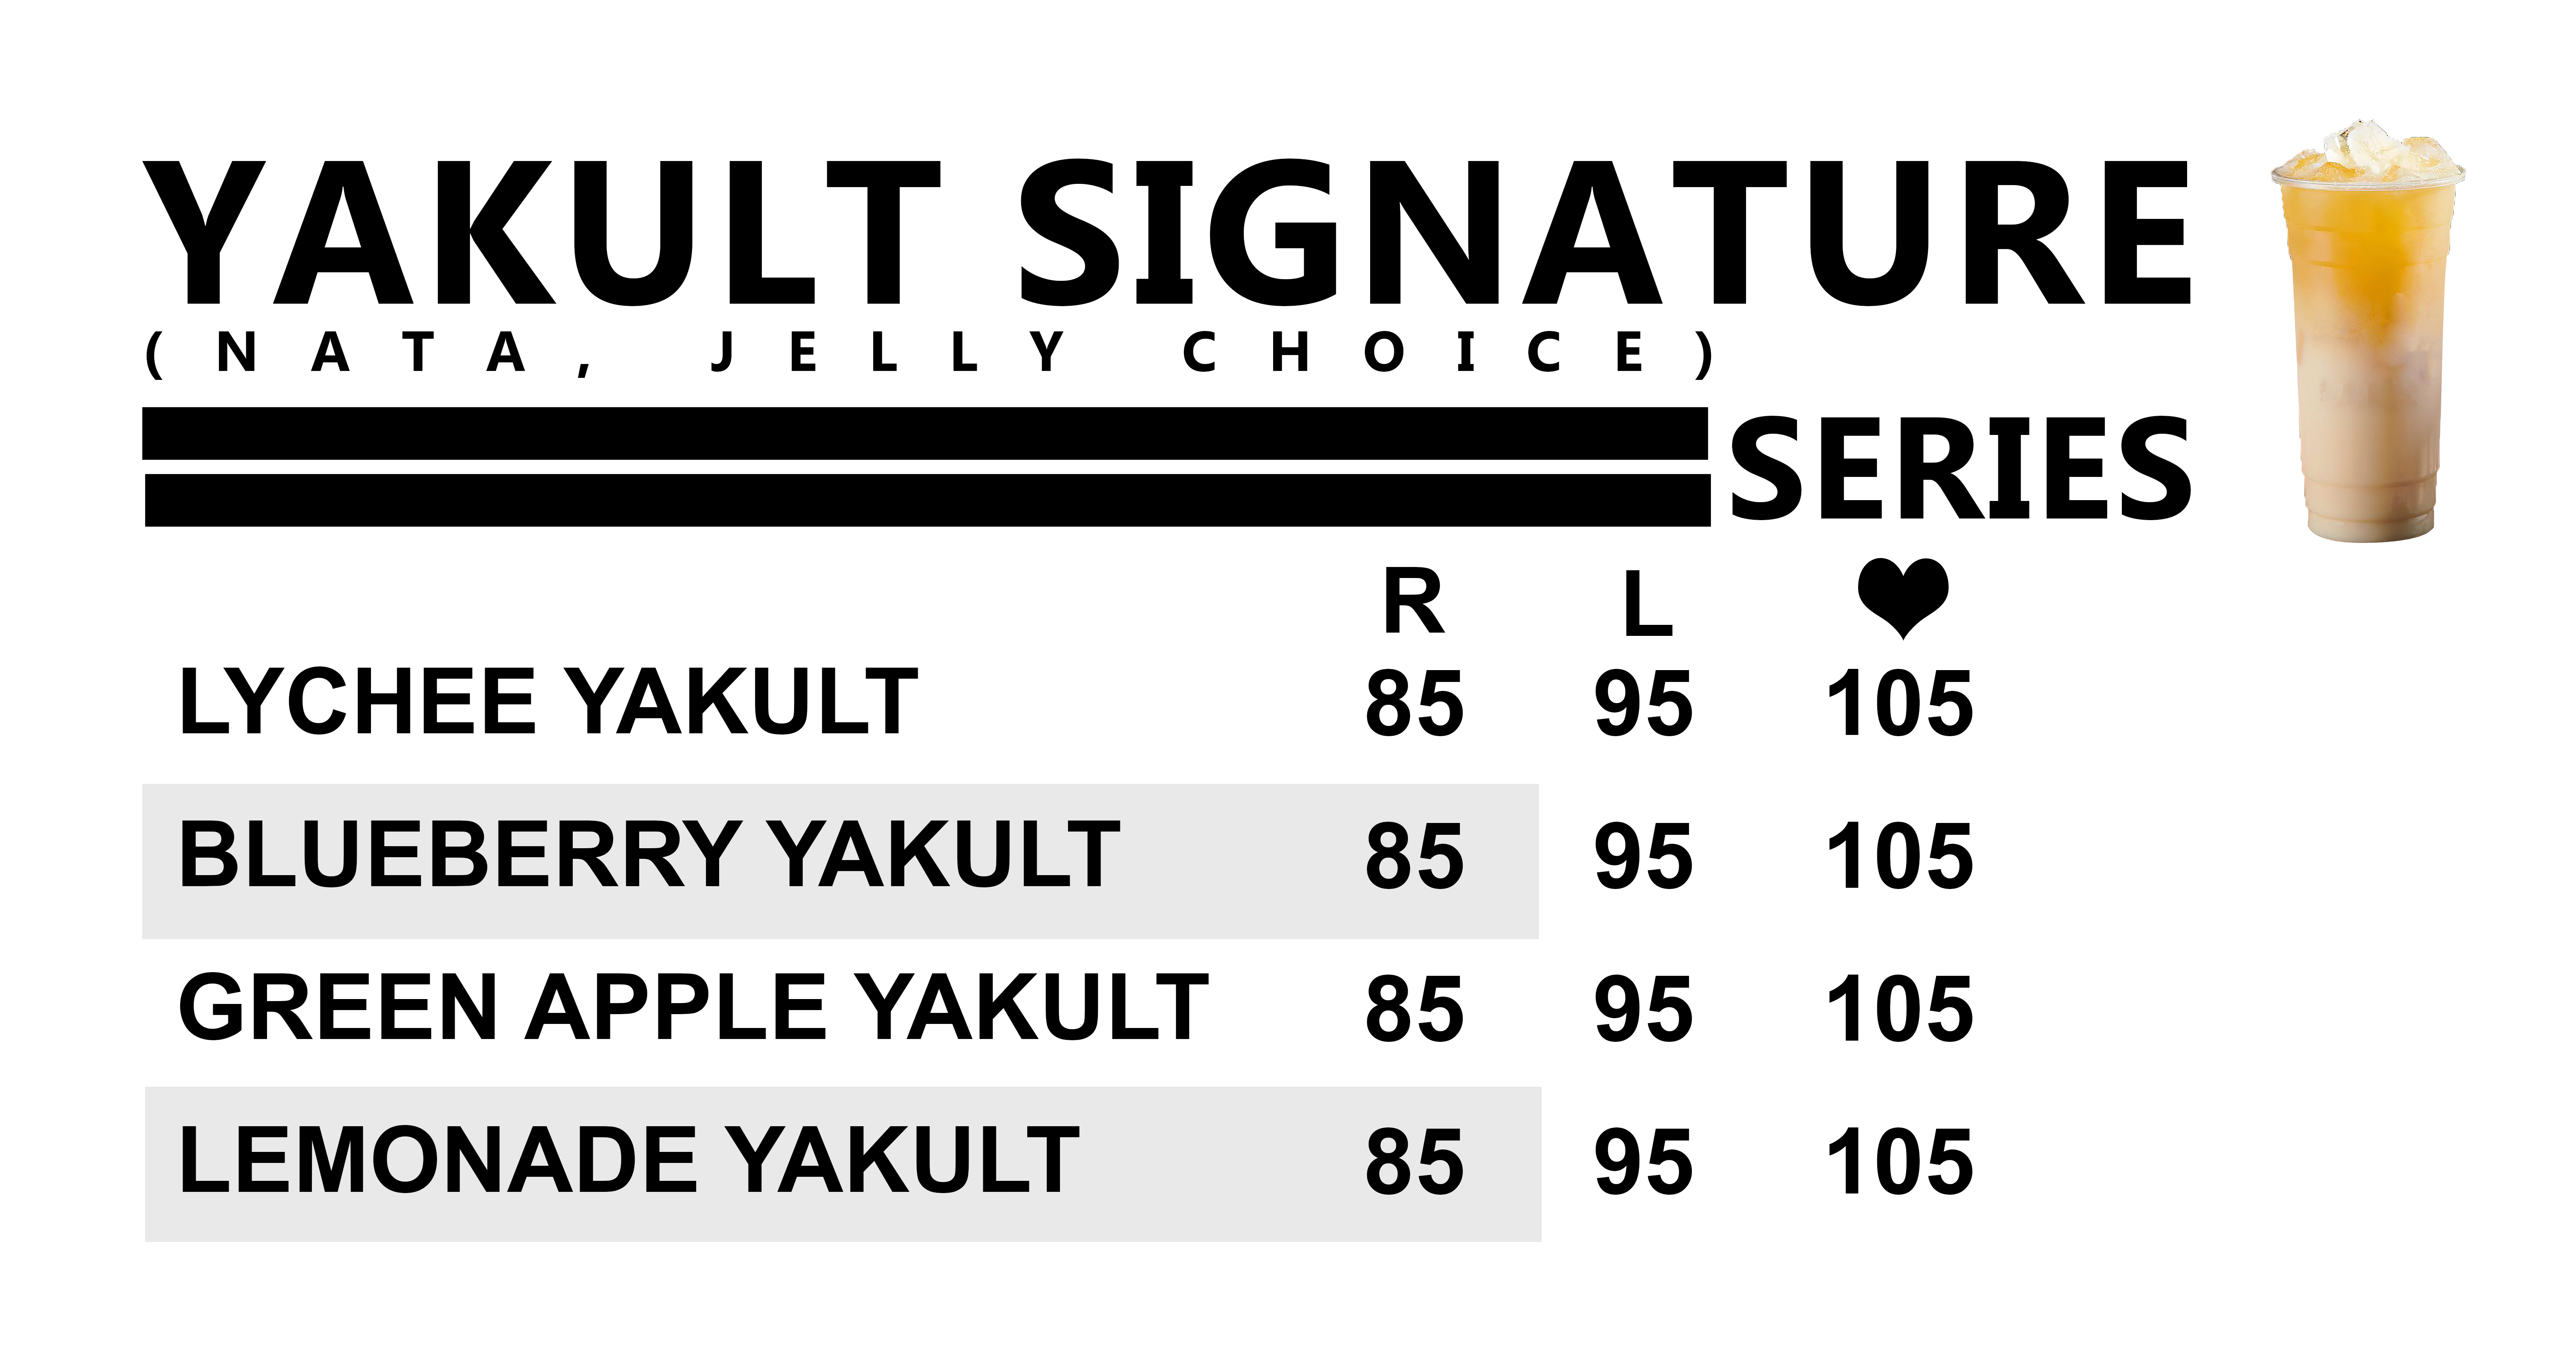 YAKULT SIGNATURE
(NATA, JELLY CHOICE)
SERIES
R L ♥
LYCHEE YAKULT 85 95 105
BLUEBERRY YAKULT 85 95 105
GREEN APPLE YAKULT 85 95 105
LEMONADE YAKULT 85 95 105